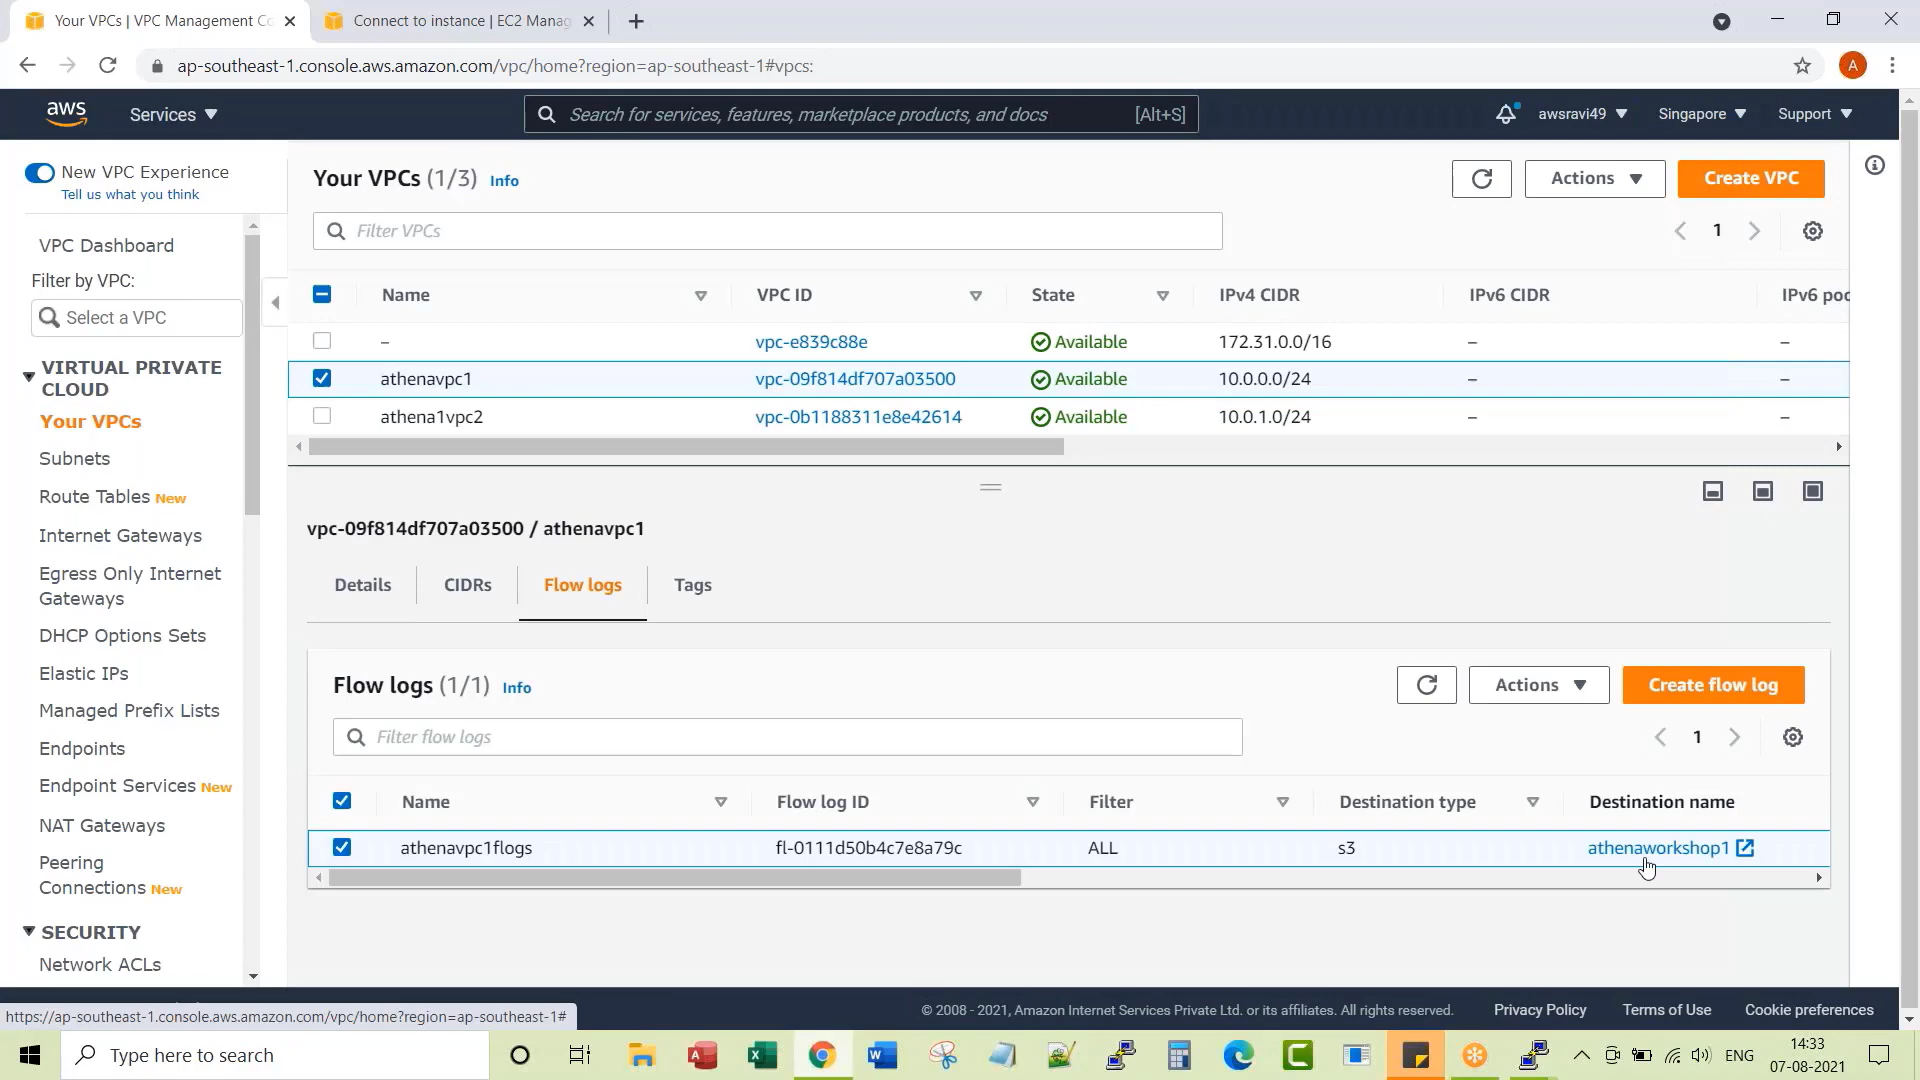 Your VPCs | VPC Management Co
Connect to instance | EC2 Manag
ap-southeast-1.console.aws.amazon.com/vpc/home?region=ap-southeast-1#vpcs:
A
aws
Services
Search for services, features, marketplace products, and docs
[Alt+S]
awsravi49
Singapore
Support
New VPC Experience
Tell us what you think
VPC Dashboard
Filter by VPC:
Select a VPC
VIRTUAL PRIVATE
CLOUD
Your VPCs
Subnets
Route Tables New
Internet Gateways
Egress Only Internet
Gateways
DHCP Options Sets
Elastic IPs
Managed Prefix Lists
Endpoints
Endpoint Services New
NAT Gateways
Peering
Connections New
SECURITY
Network ACLs
Your VPCs (1/3) Info
Actions
Create VPC
Filter VPCs
1
Name VPC ID State IPv4 CIDR IPv6 CIDR IPv6 poo
– vpc-e839c88e Available 172.31.0.0/16 – –
athenavpc1 vpc-09f814df707a03500 Available 10.0.0.0/24 – –
athena1vpc2 vpc-0b1188311e8e42614 Available 10.0.1.0/24 – –
vpc-09f814df707a03500 / athenavpc1
Details CIDRs Flow logs Tags
Flow logs (1/1) Info
Actions
Create flow log
Filter flow logs
1
Name Flow log ID Filter Destination type Destination name
athenavpc1flogs fl-0111d50b4c7e8a79c ALL s3 athenaworkshop1
https://ap-southeast-1.console.aws.amazon.com/vpc/home?region=ap-southeast-1#
© 2008 - 2021, Amazon Internet Services Private Ltd. or its affiliates. All rights reserved.
Privacy Policy
Terms of Use
Cookie preferences
Type here to search
ENG
14:33
07-08-2021